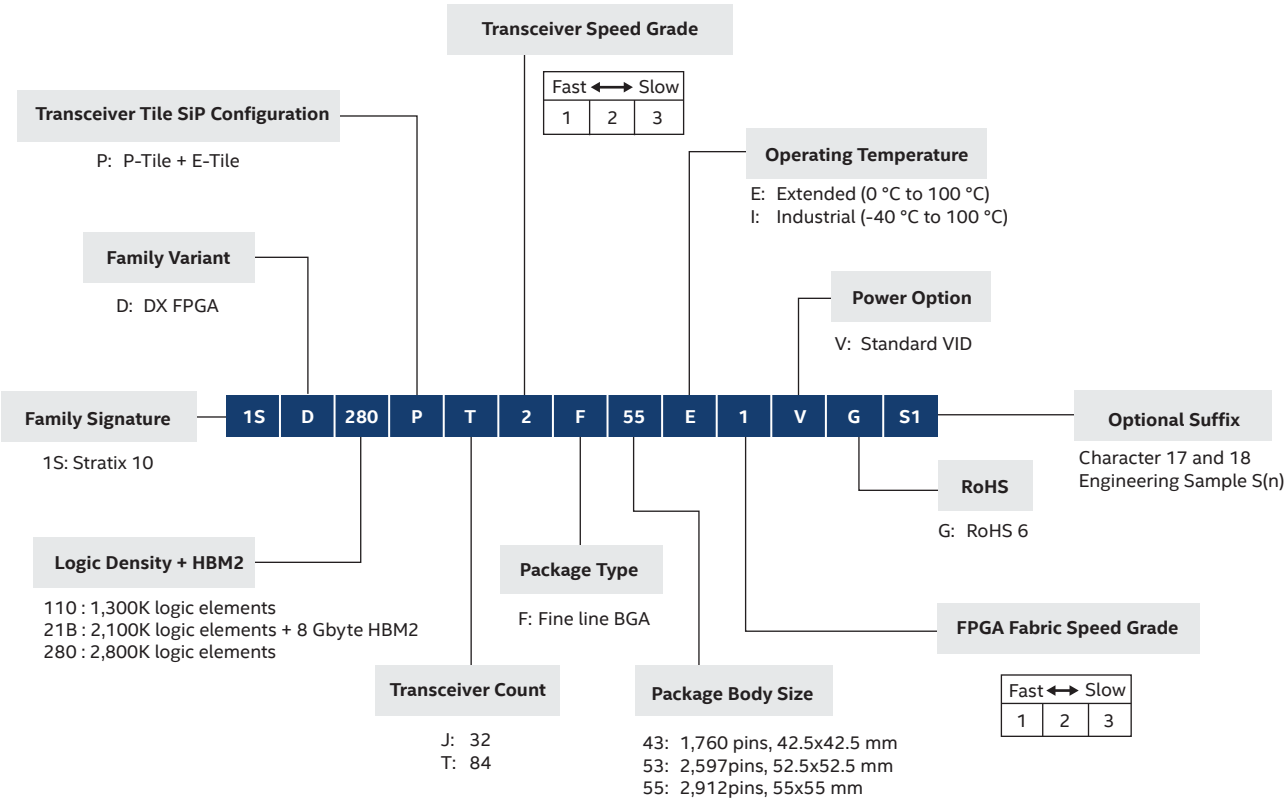 Transceiver Speed Grade
Fast ↔ Slow
1 2 3
Transceiver Tile SiP Configuration
P: P-Tile + E-Tile
Operating Temperature
E: Extended (0 °C to 100 °C)
I: Industrial (-40 °C to 100 °C)
Family Variant
D: DX FPGA
Power Option
V: Standard VID
Family Signature
1S: Stratix 10
1S D 280 P T 2 F 55 E 1 V G S1
Optional Suffix
Character 17 and 18
Engineering Sample S(n)
RoHS
G: RoHS 6
Logic Density + HBM2
110 : 1,300K logic elements
21B : 2,100K logic elements + 8 Gbyte HBM2
280 : 2,800K logic elements
Package Type
F: Fine line BGA
FPGA Fabric Speed Grade
Fast ↔ Slow
1 2 3
Transceiver Count
J: 32
T: 84
Package Body Size
43: 1,760 pins, 42.5x42.5 mm
53: 2,597pins, 52.5x52.5 mm
55: 2,912pins, 55x55 mm